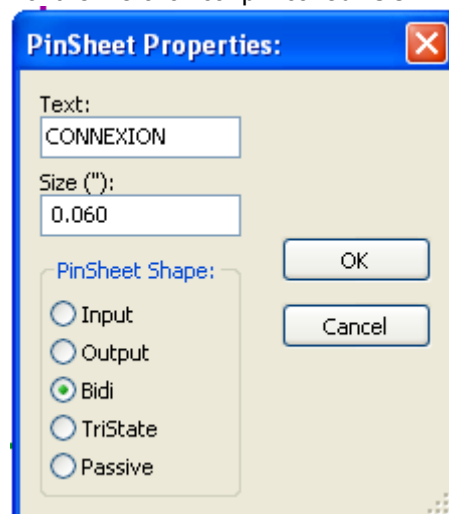 PinSheet Properties:
Text:
CONNEXION
Size ("):
0.060
PinSheet Shape:
Input
Output
Bidi
TriState
Passive
OK
Cancel